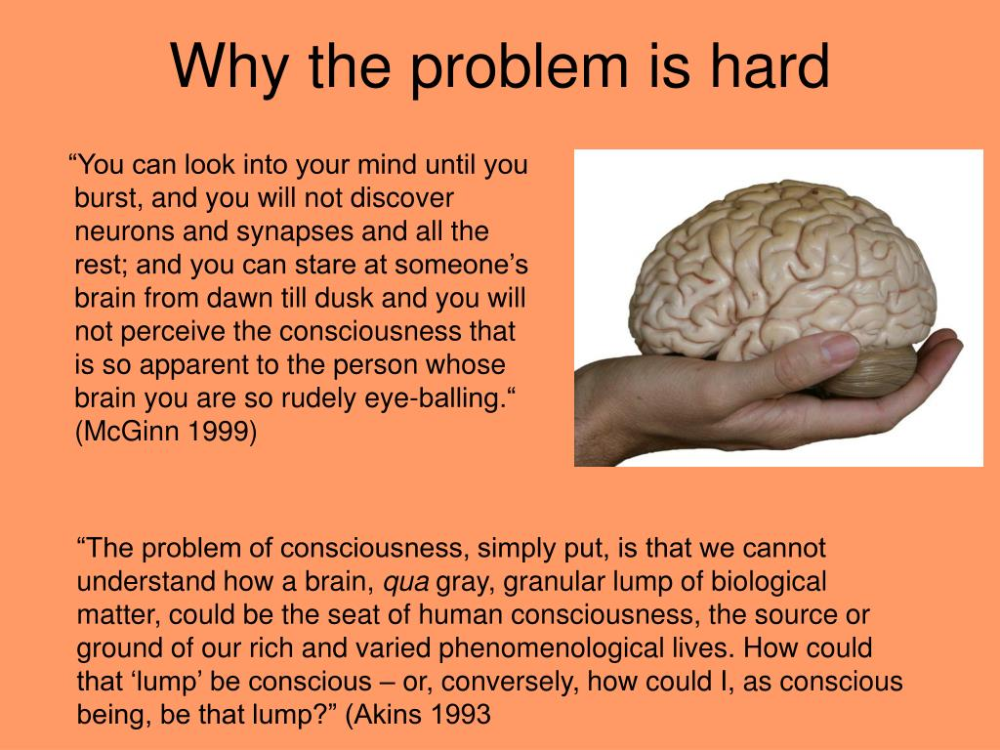 Why the problem is hard
“You can look into your mind until you
burst, and you will not discover
neurons and synapses and all the
rest; and you can stare at someone’s
brain from dawn till dusk and you will
not perceive the consciousness that
is so apparent to the person whose
brain you are so rudely eye-balling.“
(McGinn 1999)
“The problem of consciousness, simply put, is that we cannot
understand how a brain, qua gray, granular lump of biological
matter, could be the seat of human consciousness, the source or
ground of our rich and varied phenomenological lives. How could
that ‘lump’ be conscious – or, conversely, how could I, as conscious
being, be that lump?” (Akins 1993